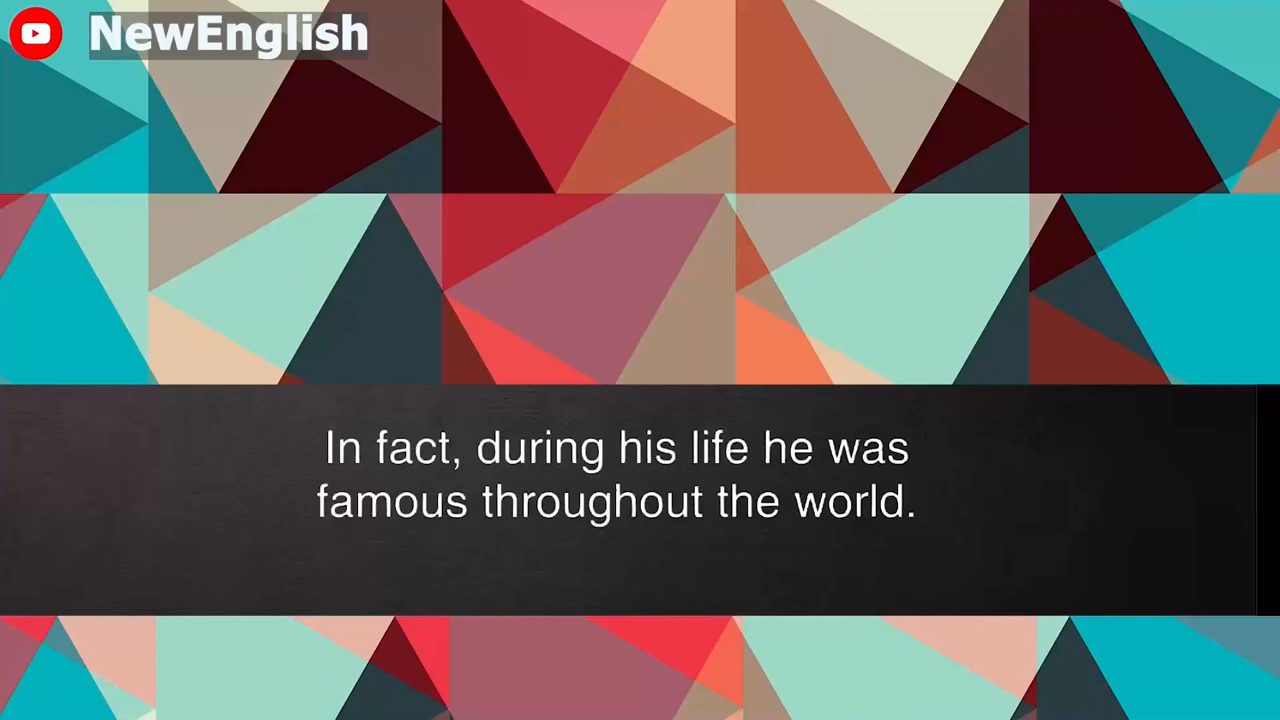 NewEnglish
In fact, during his life he was
famous throughout the world.